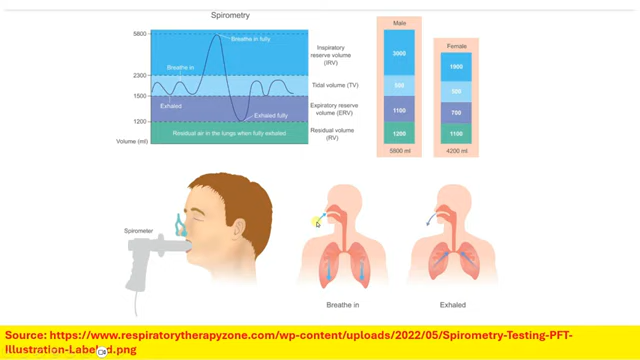 Spirometry
5800
Breathe in fully
Breathe in
2300
1500
Exhaled
1200
Exhaled fully
Residual air in the lungs when fully exhaled
Volume (ml)
Inspiratory
reserve volume
(IRV)
Tidal volume (TV)
Expiratory reserve
volume (ERV)
Residual volume
(RV)
Male
3000
500
1100
1200
5800 ml
Female
1900
500
700
1100
4200 ml
Spirometer
Breathe in
Exhaled
Source: https://www.respiratorytherapyzone.com/wp-content/uploads/2022/05/Spirometry-Testing-PFT-
Illustration-Labeled.png